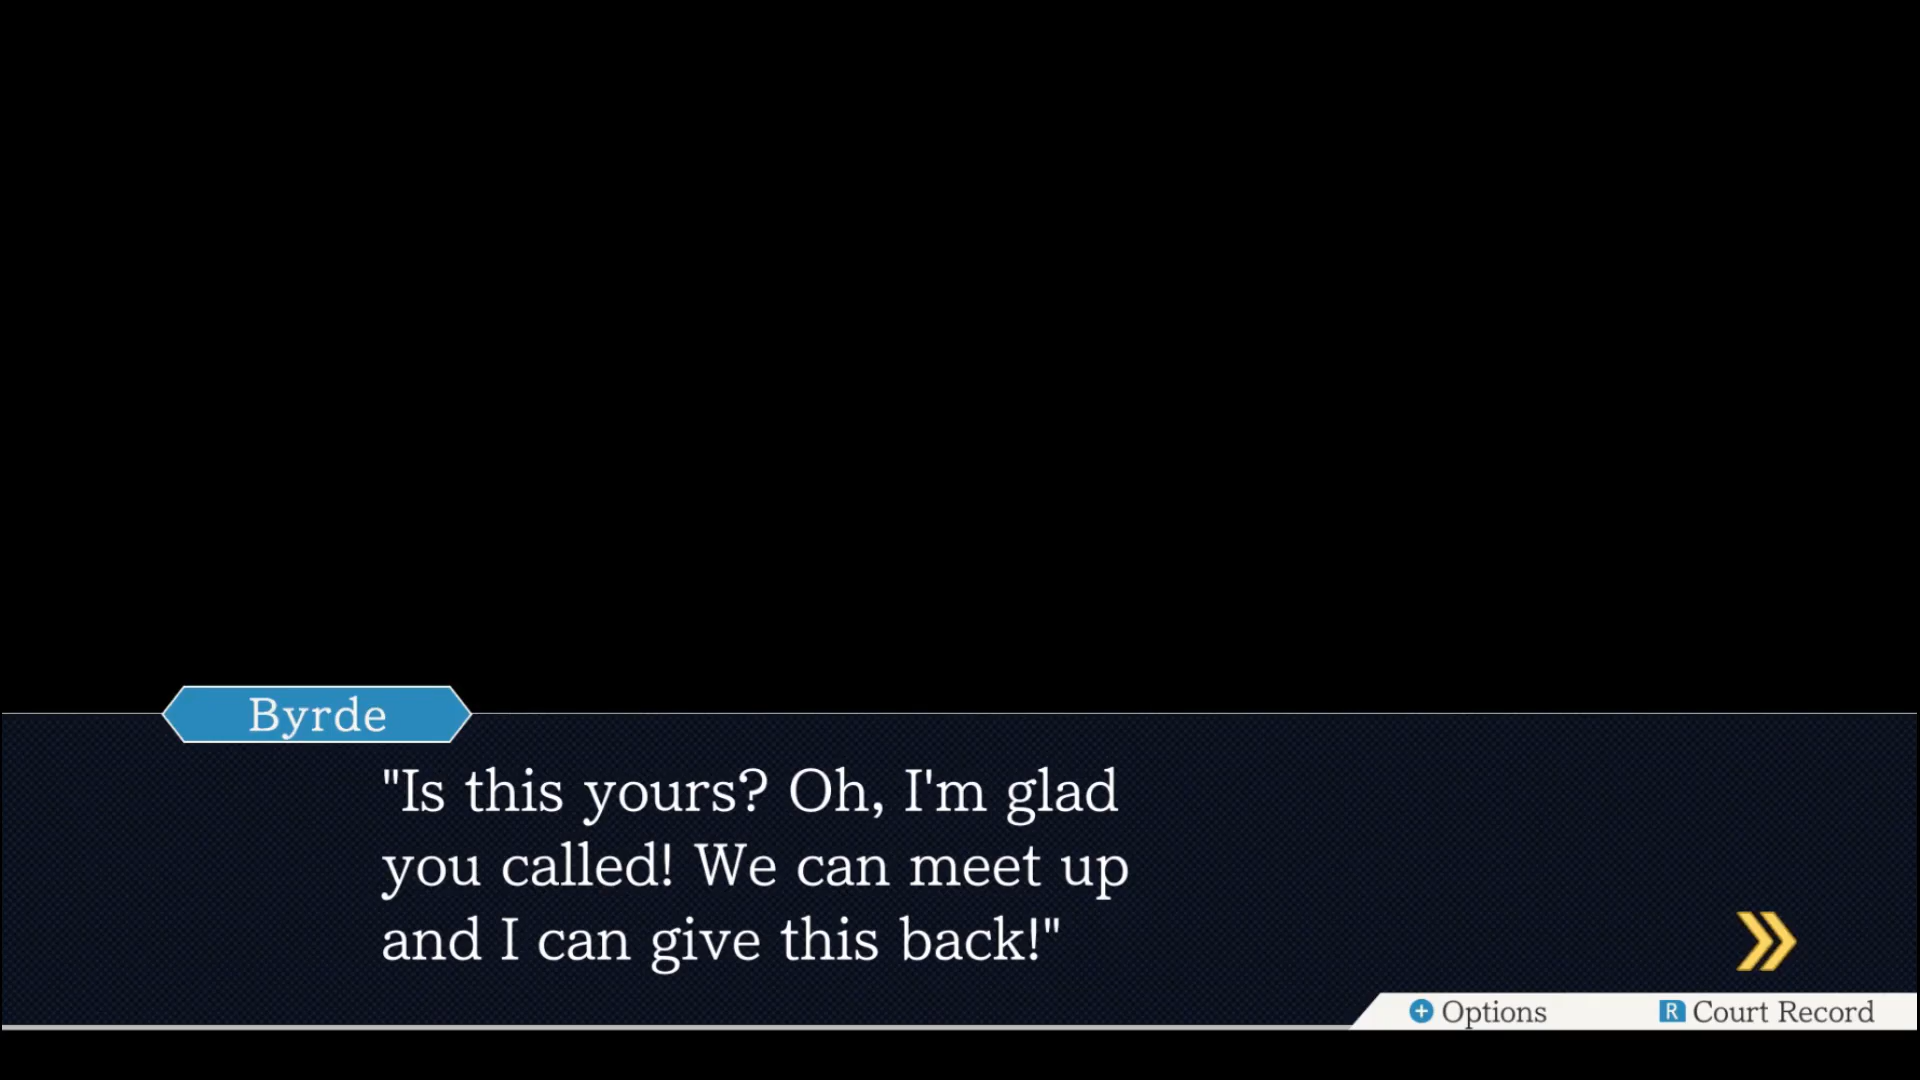 Byrde
"Is this yours? Oh, I'm glad
you called! We can meet up
and I can give this back!"
+ Options
R Court Record